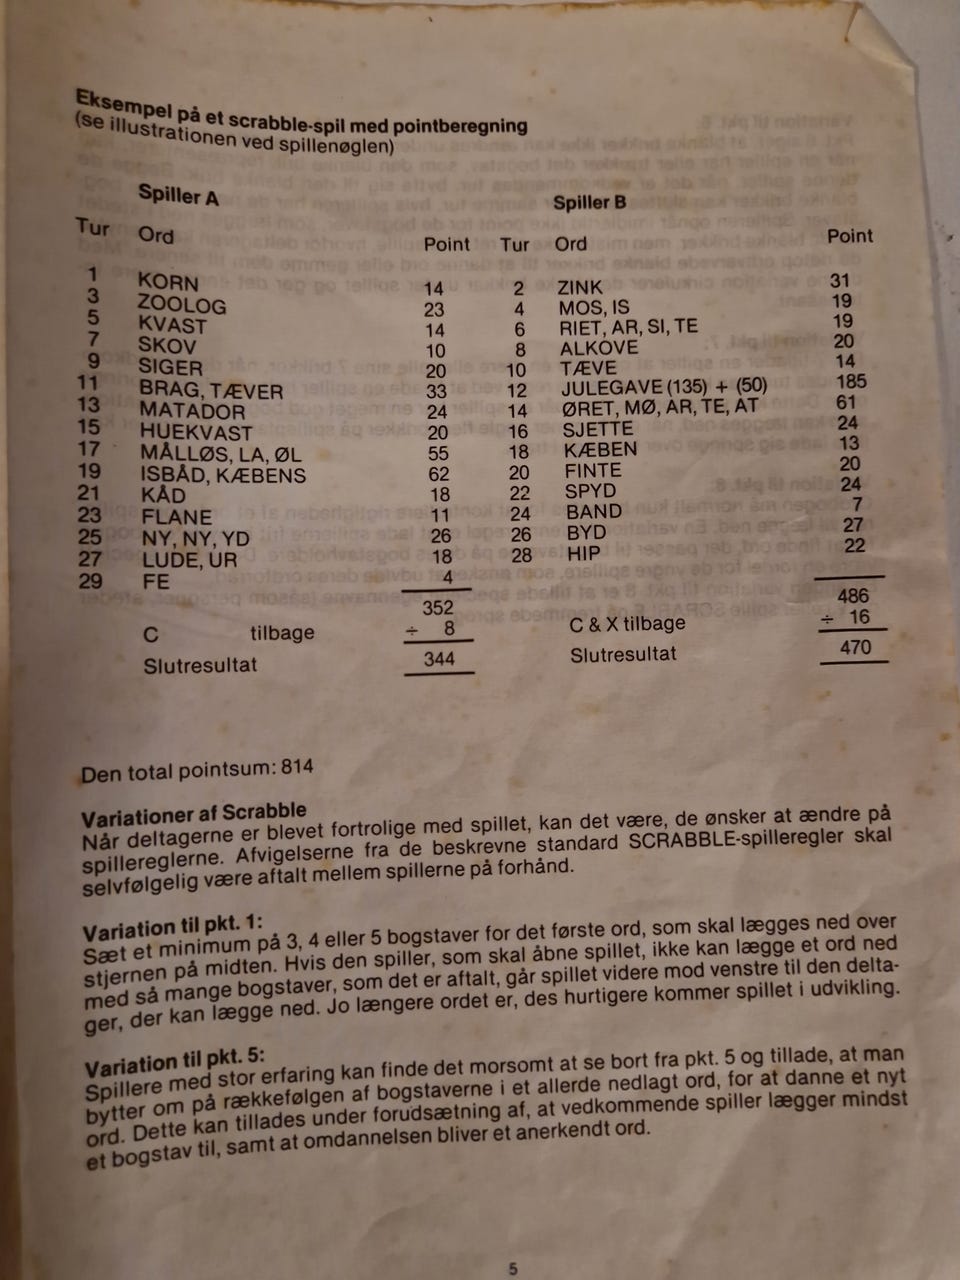 Eksempel på et scrabble-spil med pointberegning
(se illustrationen ved spillenøglen)
Spiller A Spiller B
Tur Ord Point Tur Ord Point
1 KORN 14 2 ZINK 31
3 ZOOLOG 23 4 MOS, IS 19
5 KVAST 14 6 RIET, AR, SI, TE 19
7 SKOV 10 8 ALKOVE 20
9 SIGER 20 10 TÆVE 14
11 BRAG, TÆVER 33 12 JULEGAVE (135) + (50) 185
13 MATADOR 24 14 ØRET, MØ, AR, TE, AT 61
15 HUEKVAST 20 16 SJETTE 24
17 MÅLLØS, LA, ØL 55 18 KÆBEN 13
19 ISBÅD, KÆBENS 62 20 FINTE 20
21 KÅD 18 22 SPYD 24
23 FLANE 11 24 BAND 7
25 NY, NY, YD 26 26 BYD 27
27 LUDE, UR 18 28 HIP 22
29 FE 4
352 486
C tilbage ÷ 8 C & X tilbage ÷ 16
Slutresultat 344 Slutresultat 470
Den total pointsum: 814
Variationer af Scrabble
Når deltagerne er blevet fortrolige med spillet, kan det være, de ønsker at ændre på
spillereglerne. Afvigelserne fra de beskrevne standard SCRABBLE-spilleregler skal
selvfølgelig være aftalt mellem spillerne på forhånd.
Variation til pkt. 1:
Sæt et minimum på 3, 4 eller 5 bogstaver for det første ord, som skal lægges ned over
stjernen på midten. Hvis den spiller, som skal åbne spillet, ikke kan lægge et ord ned
med så mange bogstaver, som det er aftalt, går spillet videre mod venstre til den delta-
ger, der kan lægge ned. Jo længere ordet er, des hurtigere kommer spillet i udvikling.
Variation til pkt. 5:
Spillere med stor erfaring kan finde det morsomt at se bort fra pkt. 5 og tillade, at man
bytter om på rækkefølgen af bogstaverne i et allerde nedlagt ord, for at danne et nyt
ord. Dette kan tillades under forudsætning af, at vedkommende spiller lægger mindst
et bogstav til, samt at omdannelsen bliver et anerkendt ord.
5